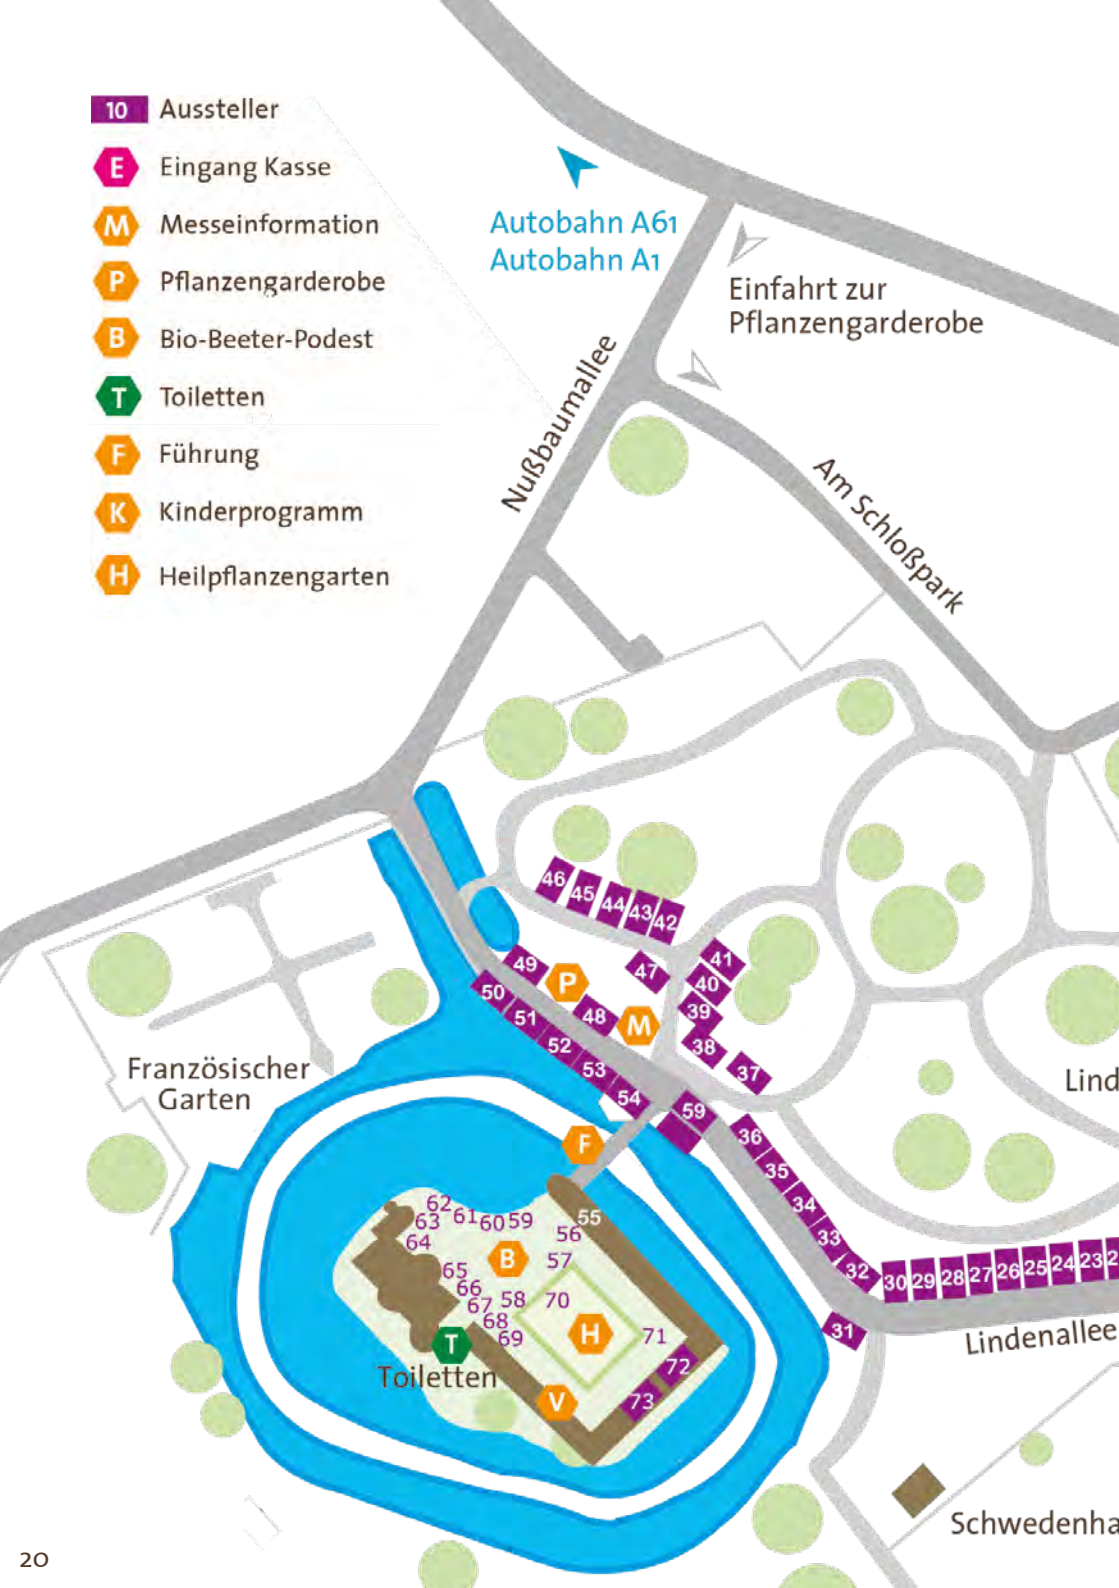 10 Aussteller
E Eingang Kasse
M Messeinformation
P Pflanzengarderobe
B Bio-Beeter-Podest
T Toiletten
F Führung
K Kinderprogramm
H Heilpflanzengarten
Autobahn A61
Autobahn A1
Einfahrt zur
Pflanzengarderobe
Nußbaumallee
Am Schloßpark
46
45
44
43
42
41
40
39
38
37
47
49
P
48
M
50
51
52
53
54
59
36
35
34
33
32
31
30
29
28
27
26
25
24
23
2
Lindenallee
Lind
Französischer
Garten
F
62
63
61
60
59
64
55
56
57
B
65
66
67
58
70
68
69
H
71
72
73
T
Toiletten
V
Schwedenha
20